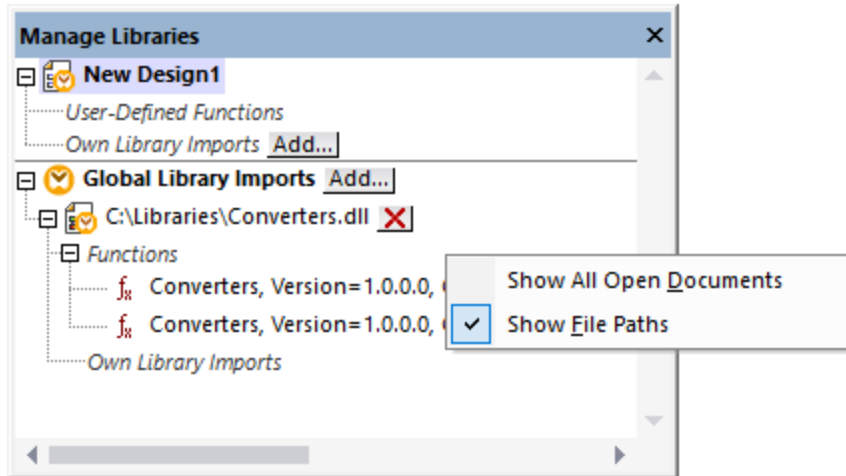 Manage Libraries
New Design1
User-Defined Functions
Own Library Imports Add...
Global Library Imports Add...
C:\Libraries\Converters.dll
Functions
fx Converters, Version=1.0.0.0,
Show All Open Documents
fx Converters, Version=1.0.0.0,
Show File Paths
Own Library Imports